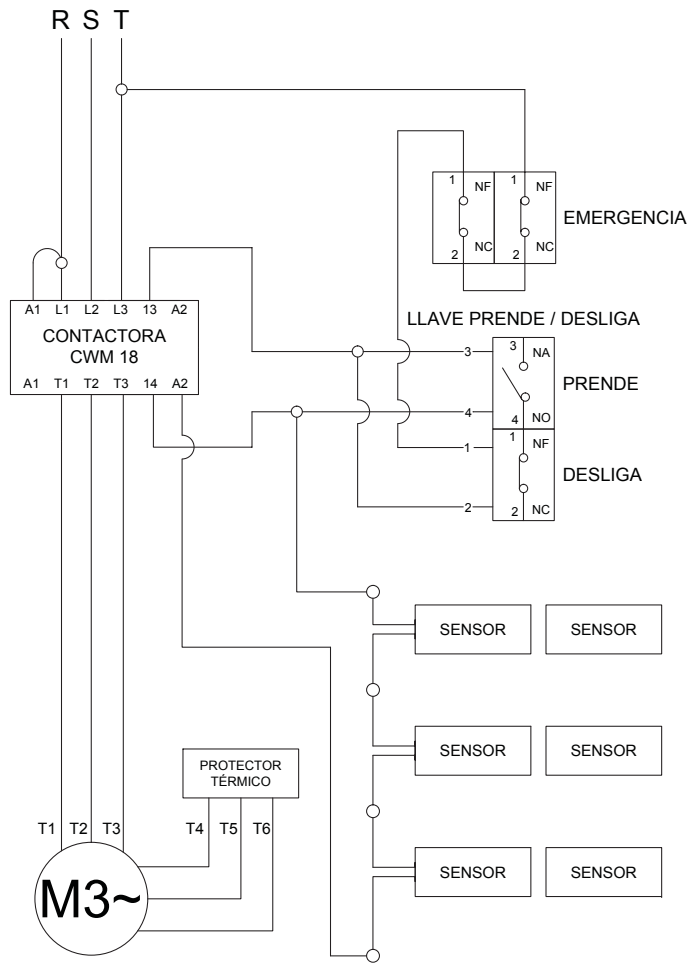 R S T
1 NF 1 NF
EMERGENCIA
2 NC 2 NC
A1 L1 L2 L3 13 A2
CONTACTORA
CWM 18
A1 T1 T2 T3 14 A2
LLAVE PRENDE / DESLIGA
3 3 NA
PRENDE
4 4 NO
1 1 NF
DESLIGA
2 2 NC
SENSOR SENSOR
SENSOR SENSOR
PROTECTOR
TÉRMICO
T1 T2 T3 T4 T5 T6
SENSOR SENSOR
M3~